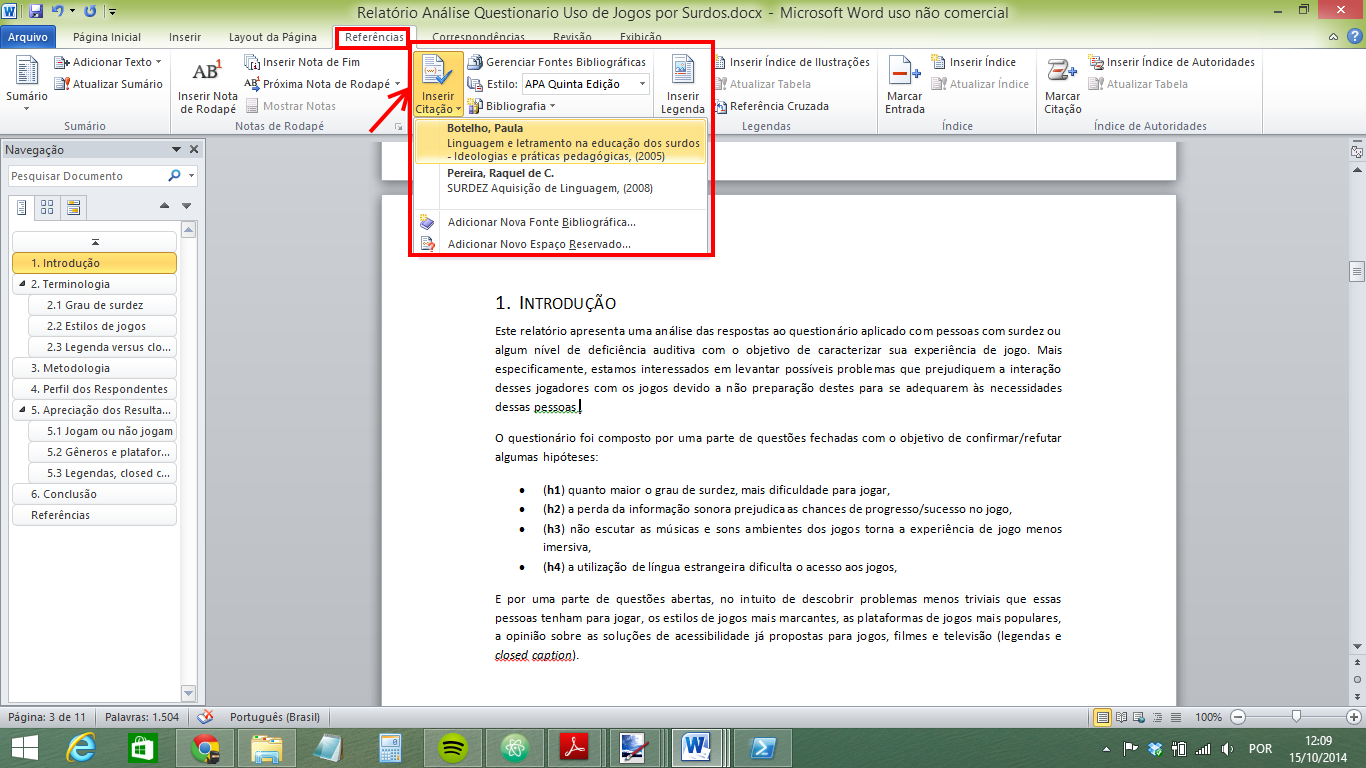 Relatório Análise Questionario Uso de Jogos por Surdos.docx - Microsoft Word uso não comercial
Arquivo Página Inicial Inserir Layout da Página Referências Correspondências Revisão Exibição
Sumário
Adicionar Texto
Atualizar Sumário
Sumário
AB¹
Inserir Nota de Rodapé
Inserir Nota de Fim
Próxima Nota de Rodapé
Mostrar Notas
Notas de Rodapé
Inserir Citação
Gerenciar Fontes Bibliográficas
Estilo: APA Quinta Edição
Bibliografia
Botelho, Paula
Linguagem e letramento na educação dos surdos
- Ideologias e práticas pedagógicas, (2005)
Pereira, Raquel de C.
SURDEZ Aquisição de Linguagem, (2008)
Adicionar Nova Fonte Bibliográfica...
Adicionar Novo Espaço Reservado...
Inserir Legenda
Inserir Índice de Ilustrações
Atualizar Tabela
Referência Cruzada
Legendas
Marcar Entrada
Inserir Índice
Atualizar Índice
Índice
Marcar Citação
Inserir Índice de Autoridades
Atualizar Tabela
Índice de Autoridades
Navegação
Pesquisar Documento
1. Introdução
2. Terminologia
2.1 Grau de surdez
2.2 Estilos de jogos
2.3 Legenda versus clo...
3. Metodologia
4. Perfil dos Respondentes
5. Apreciação dos Resulta...
5.1 Jogam ou não jogam
5.2 Gêneros e platafor...
5.3 Legendas, closed c...
6. Conclusão
Referências
1. INTRODUÇÃO
Este relatório apresenta uma análise das respostas ao questionário aplicado com pessoas com surdez ou
algum nível de deficiência auditiva com o objetivo de caracterizar sua experiência de jogo. Mais
especificamente, estamos interessados em levantar possíveis problemas que prejudiquem a interação
desses jogadores com os jogos devido a não preparação destes para se adequarem às necessidades
dessas pessoas.
O questionário foi composto por uma parte de questões fechadas com o objetivo de confirmar/refutar
algumas hipóteses:
• (h1) quanto maior o grau de surdez, mais dificuldade para jogar,
• (h2) a perda da informação sonora prejudica as chances de progresso/sucesso no jogo,
• (h3) não escutar as músicas e sons ambientes dos jogos torna a experiência de jogo menos
imersiva,
• (h4) a utilização de língua estrangeira dificulta o acesso aos jogos,
E por uma parte de questões abertas, no intuito de descobrir problemas menos triviais que essas
pessoas tenham para jogar, os estilos de jogos mais marcantes, as plataformas de jogos mais populares,
a opinião sobre as soluções de acessibilidade já propostas para jogos, filmes e televisão (legendas e
closed caption).
Página: 3 de 11 Palavras: 1.504 Português (Brasil) 100%
POR
12:09
15/10/2014